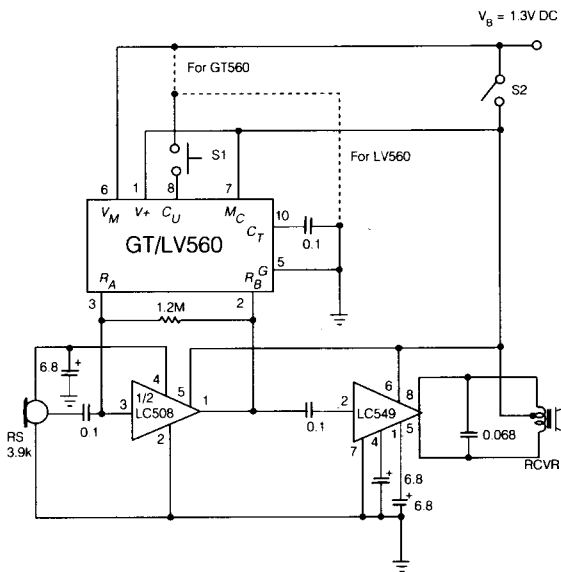 V_B = 1.3V DC
For GT560
S2
S1
For LV560
6
1
8
7
V_M
V+
C_U
M_C
10
C_T
0.1
GT/LV560
5
G
R_A
R_B
3
2
1.2M
6.8 +
4
5
1/2
LC508
3
1
2
0.1
RS
3.9k
0.1
6
8
2
LC549
7
4
1
5
+
6.8
+
6.8
0.068
RCVR